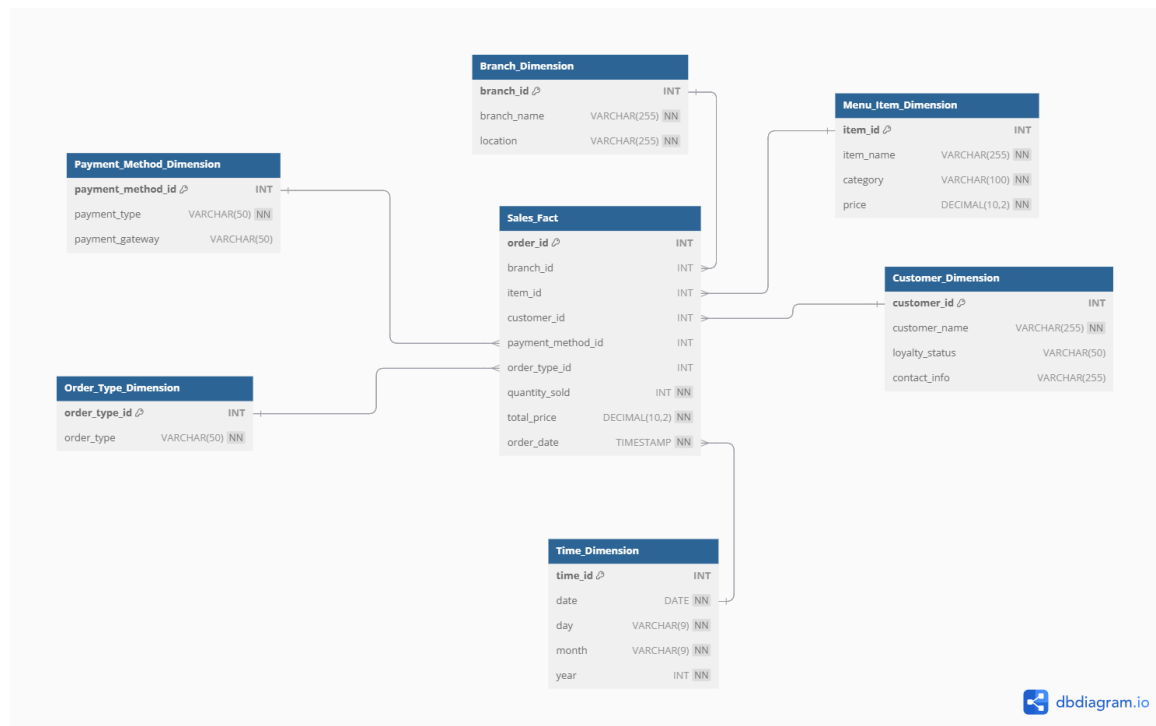 Branch_Dimension
branch_id INT
branch_name VARCHAR(255) NN
location VARCHAR(255) NN
Menu_Item_Dimension
item_id INT
item_name VARCHAR(255) NN
category VARCHAR(100) NN
price DECIMAL(10,2) NN
Payment_Method_Dimension
payment_method_id INT
payment_type VARCHAR(50) NN
payment_gateway VARCHAR(50)
Sales_Fact
order_id INT
branch_id INT
item_id INT
customer_id INT
payment_method_id INT
order_type_id INT
quantity_sold INT NN
total_price DECIMAL(10,2) NN
order_date TIMESTAMP NN
Customer_Dimension
customer_id INT
customer_name VARCHAR(255) NN
loyalty_status VARCHAR(50)
contact_info VARCHAR(255)
Order_Type_Dimension
order_type_id INT
order_type VARCHAR(50) NN
Time_Dimension
time_id INT
date DATE NN
day VARCHAR(9) NN
month VARCHAR(9) NN
year INT NN
dbdiagram.io